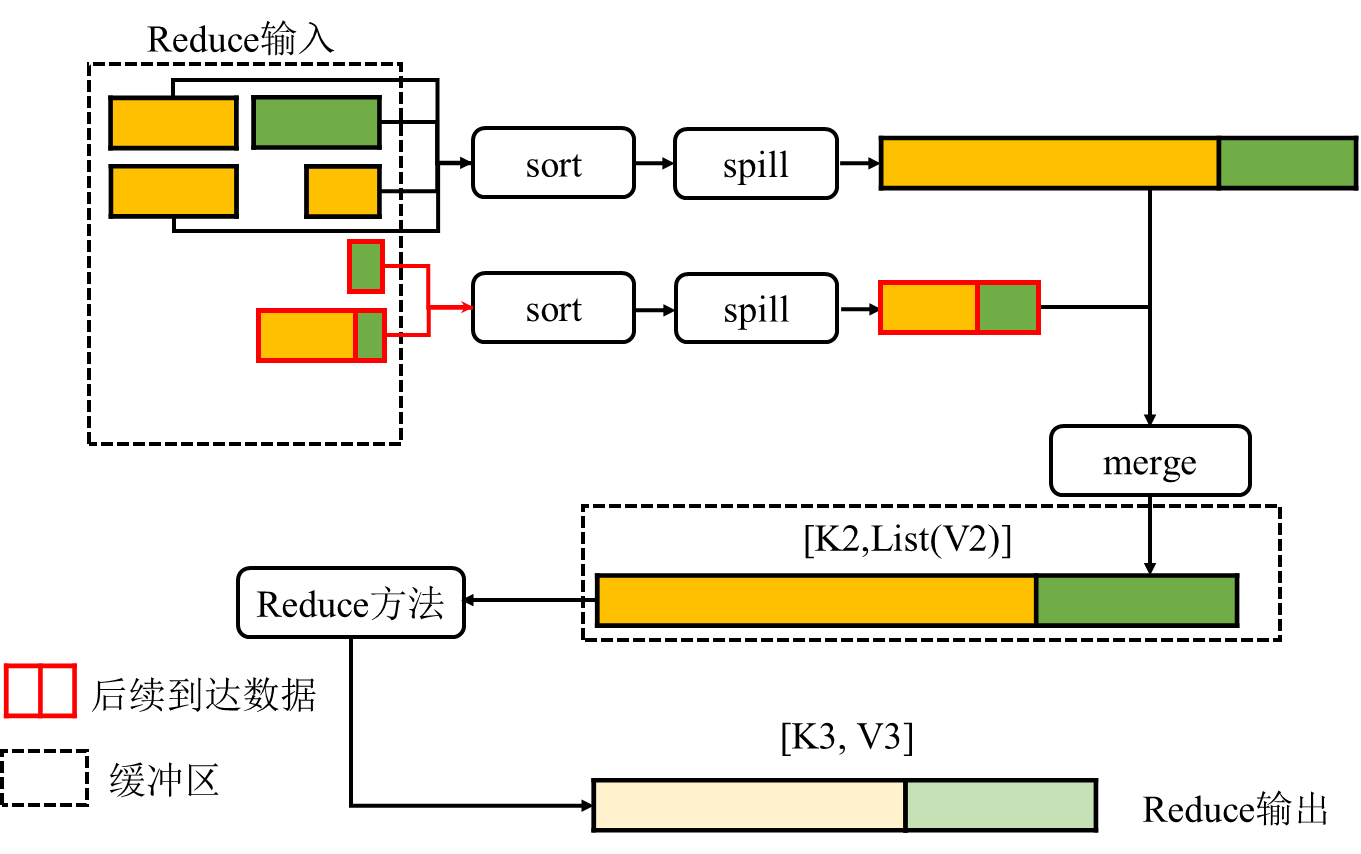 Reduce输入
sort
spill
sort
spill
merge
[K2,List(V2)]
Reduce方法
后续到达数据
[K3, V3]
缓冲区
Reduce输出